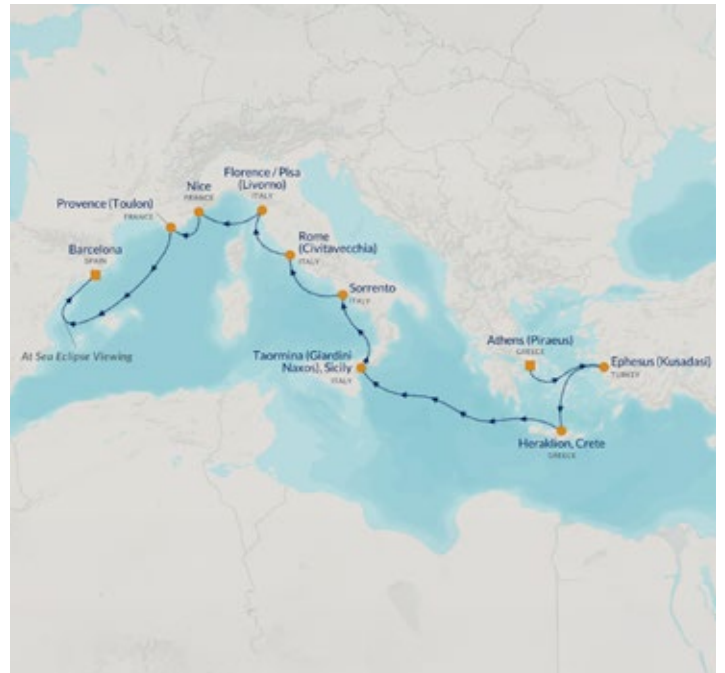 Florence / Pisa
(Livorno)
ITALY
Nice
FRANCE
Provence (Toulon)
FRANCE
Rome
(Civitavecchia)
ITALY
Barcelona
SPAIN
Sorrento
ITALY
At Sea Eclipse Viewing
Taormina (Giardini
Naxos), Sicily
ITALY
Athens (Piraeus)
GREECE
Ephesus (Kusadasi)
TURKEY
Heraklion, Crete
GREECE